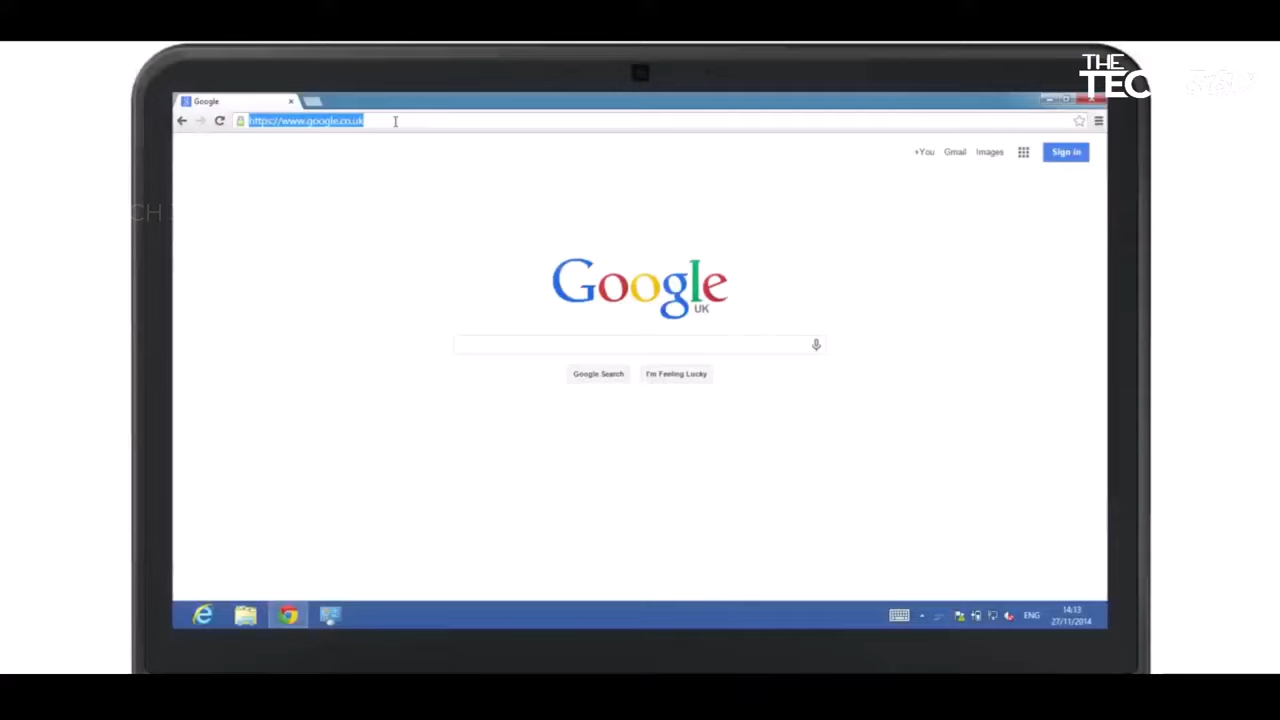 THE
TEC
CH
Google
https://www.google.co.uk
+You Gmail Images Sign in
Google
UK
Google Search I'm Feeling Lucky
ENG 14:13
27/11/2014